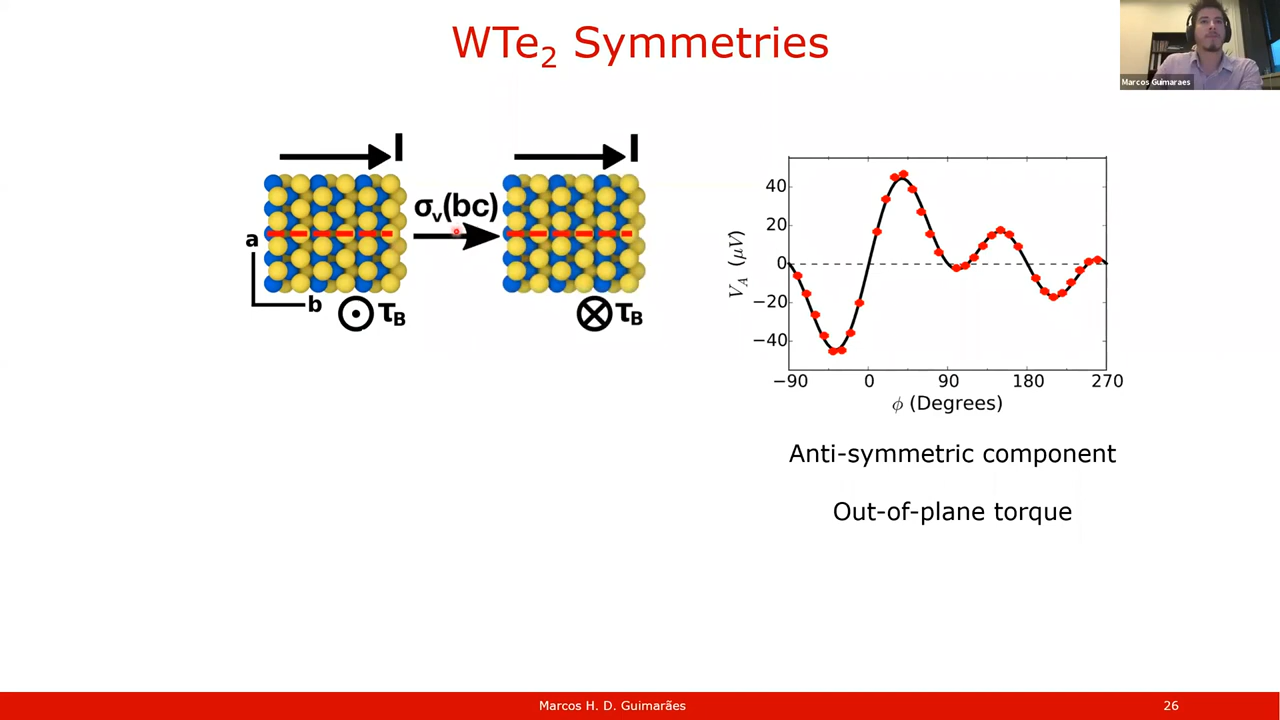 WTe₂ Symmetries
Marcos Guimaraes
I
I
σᵥ(bc)
a
b
τ_B
τ_B
40
20
0
−20
−40
V_A (μV)
−90
0
90
180
270
ϕ (Degrees)
Anti-symmetric component
Out-of-plane torque
Marcos H. D. Guimarães
26